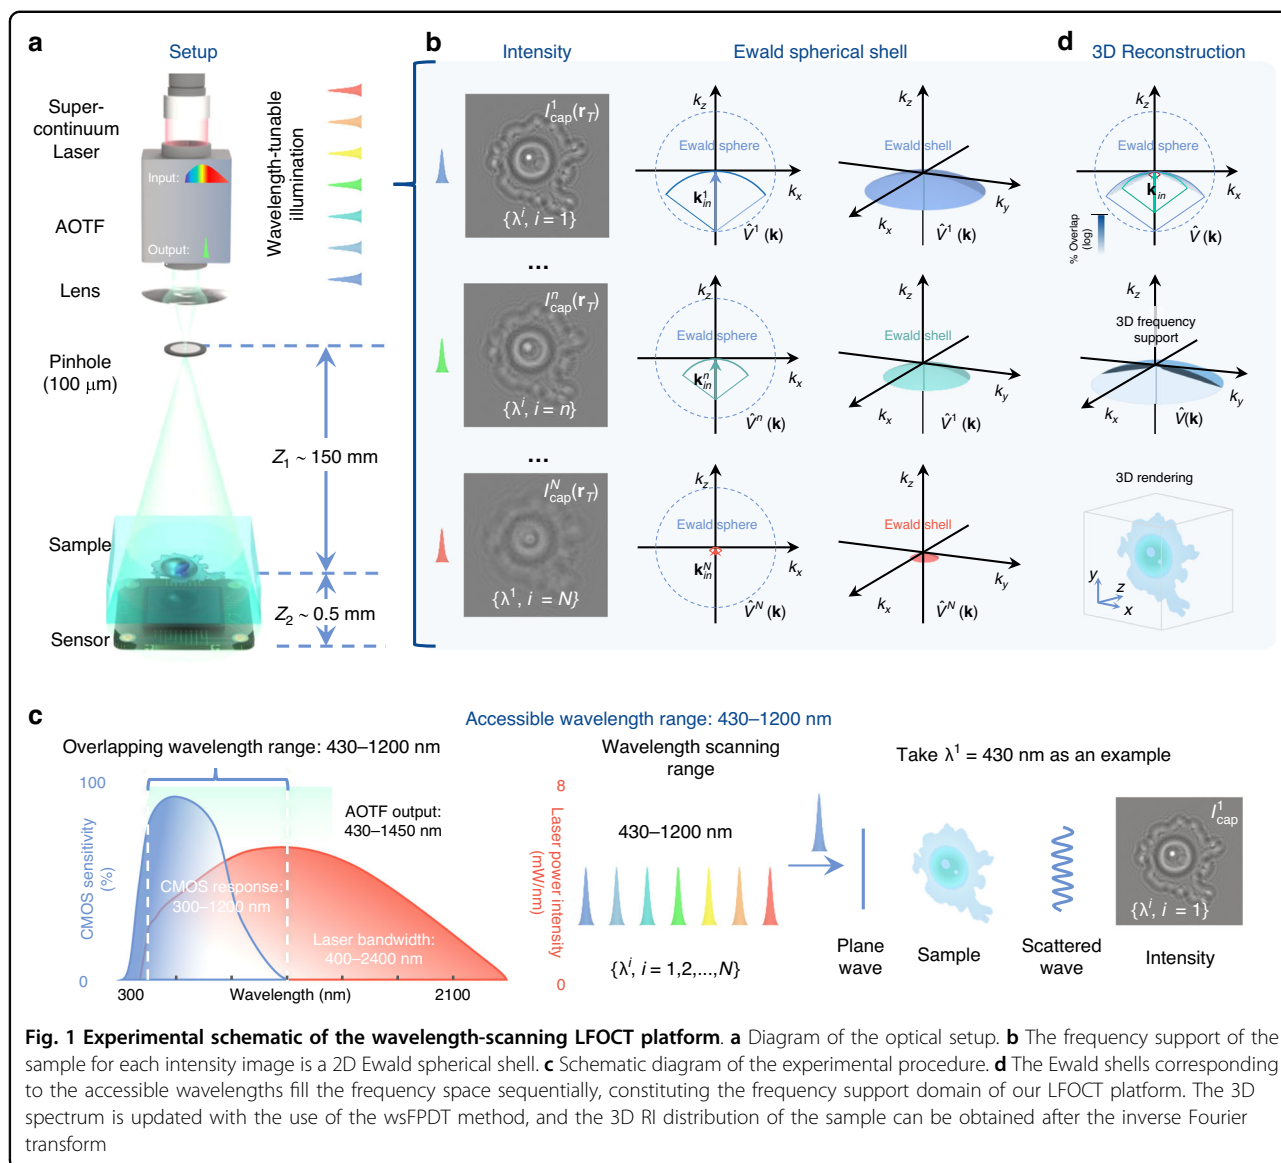 a
Setup
Super-
continuum
Laser
Input:
AOTF
Output:
Lens
Pinhole
(100 μm)
Z1 ~ 150 mm
Sample
Z2 ~ 0.5 mm
Sensor
Wavelength-tunable
illumination
b
Intensity
Ewald spherical shell
I¹cap(rT)
{λⁱ, i = 1}
kz
Ewald sphere
k¹in
kx
V̂¹ (k)
kz
Ewald shell
ky
kx
V̂¹ (k)
...
Iⁿcap(rT)
{λⁱ, i = n}
kz
Ewald sphere
kⁿin
kx
V̂ⁿ (k)
kz
Ewald shell
ky
kx
V̂¹ (k)
...
Iᴺcap(rT)
{λ¹, i = N}
kz
Ewald sphere
kᴺin
kx
V̂ᴺ (k)
kz
Ewald shell
ky
kx
V̂ᴺ (k)
d
3D Reconstruction
kz
Ewald sphere
kin
kx
% Overlap
(log)
V̂ (k)
kz
3D frequency
support
ky
kx
V̂(k)
3D rendering
y
z
x
c
Accessible wavelength range: 430–1200 nm
Overlapping wavelength range: 430–1200 nm
100
AOTF output:
430–1450 nm
CMOS sensitivity
(%)
CMOS response:
300–1200 nm
Laser bandwidth:
400–2400 nm
0
300
Wavelength (nm)
2100
8
Laser power intensity
(mW/nm)
0
Wavelength scanning
range
430–1200 nm
{λⁱ, i = 1,2,...,N}
Take λ¹ = 430 nm as an example
Plane
wave
Sample
Scattered
wave
I¹cap
{λⁱ, i = 1}
Intensity
Fig. 1 Experimental schematic of the wavelength-scanning LFOCT platform. a Diagram of the optical setup. b The frequency support of the
sample for each intensity image is a 2D Ewald spherical shell. c Schematic diagram of the experimental procedure. d The Ewald shells corresponding
to the accessible wavelengths fill the frequency space sequentially, constituting the frequency support domain of our LFOCT platform. The 3D
spectrum is updated with the use of the wsFPDT method, and the 3D RI distribution of the sample can be obtained after the inverse Fourier
transform